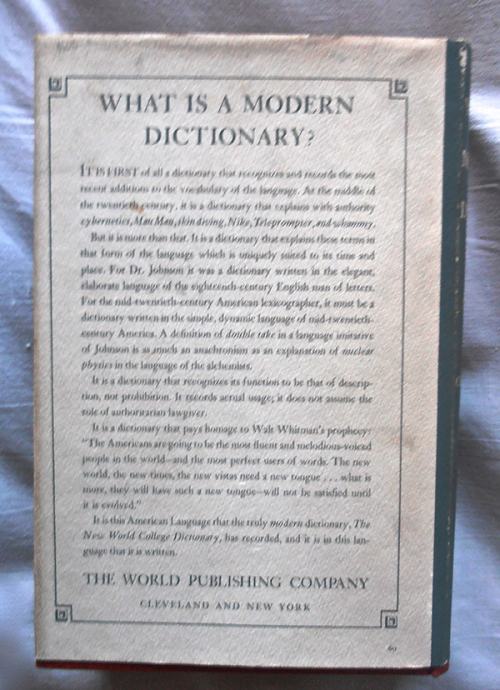 WHAT IS A MODERN
DICTIONARY?
IT IS FIRST of all a dictionary that recognizes and records the most
recent additions to the vocabulary of the language. At the middle of
the twentieth century, it is a dictionary that explains with authority
cybernetics, Mau Mau, skin diving, Nike, Teleprompter, and whammy.
But it is more than that. It is a dictionary that explains these terms in
that form of the language which is uniquely suited to its time and
place. For Dr. Johnson it was a dictionary written in the elegant,
elaborate language of the eighteenth-century English man of letters.
For the mid-twentieth-century American lexicographer, it must be a
dictionary written in the simple, dynamic language of mid-twentieth-
century America. A definition of double take in a language imitative
of Johnson is as much an anachronism as an explanation of nuclear
physics in the language of the alchemists.
It is a dictionary that recognizes its function to be that of descrip-
tion, not prohibition. It records actual usage; it does not assume the
role of authoritarian lawgiver.
It is a dictionary that pays homage to Walt Whitman's prophecy:
"The Americans are going to be the most fluent and melodious-voiced
people in the world—and the most perfect users of words. The new
world, the new times, the new vistas need a new tongue . . . what is
more, they will have such a new tongue—will not be satisfied until
it is evolved."
It is this American Language that the truly modern dictionary, The
New World College Dictionary, has recorded, and it is in this lan-
guage that it is written.
THE WORLD PUBLISHING COMPANY
CLEVELAND AND NEW YORK